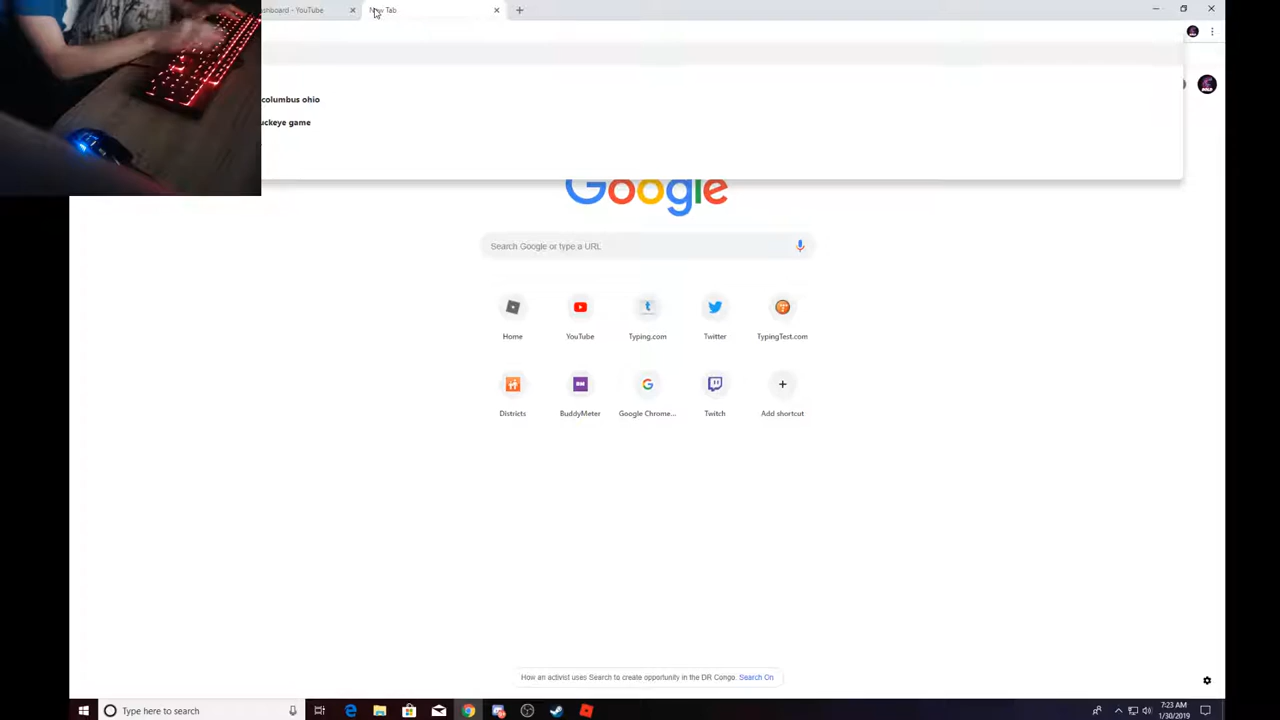 shboard - YouTube
New Tab
columbus ohio
uckeye game
Google
Search Google or type a URL
Home
YouTube
Typing.com
Twitter
TypingTest.com
Districts
BuddyMeter
Google Chrome...
Twitch
Add shortcut
How an activist uses Search to create opportunity in the DR Congo. Search On
Type here to search
7:23 AM
1/30/2019